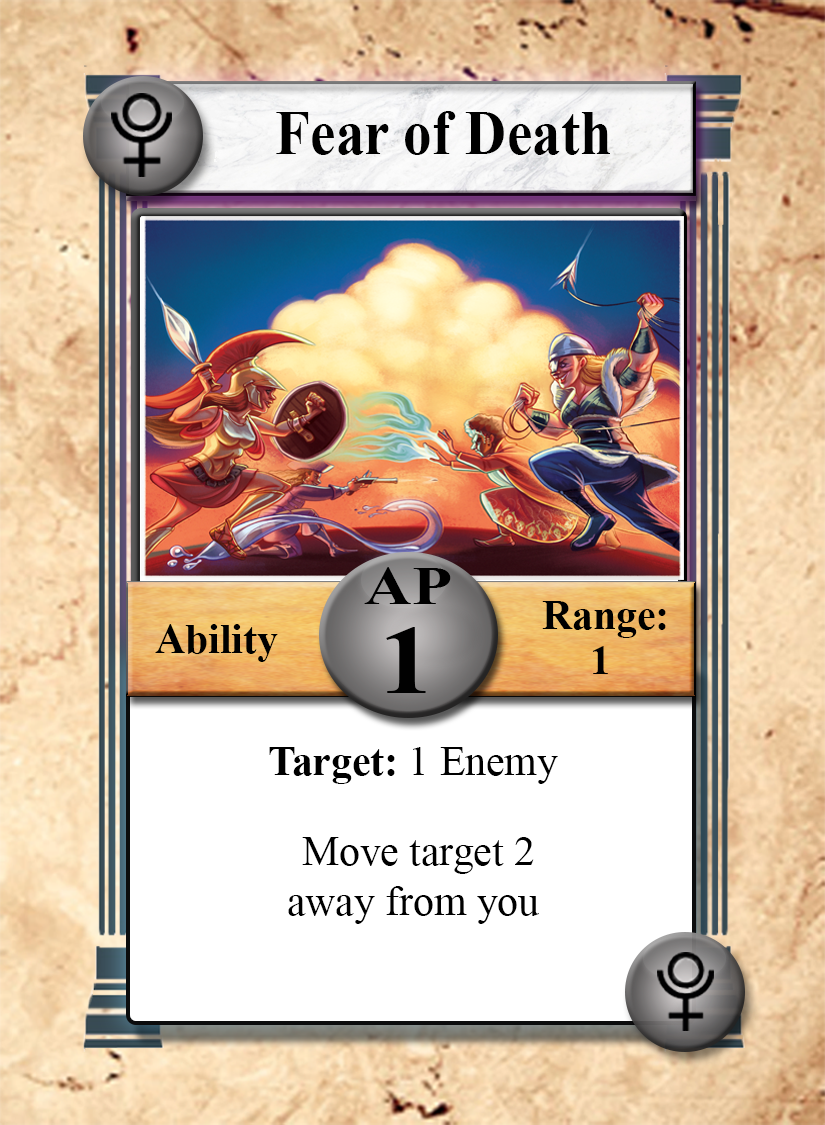 Fear of Death
Ability
AP
1
Range:
1
Target: 1 Enemy
Move target 2
away from you